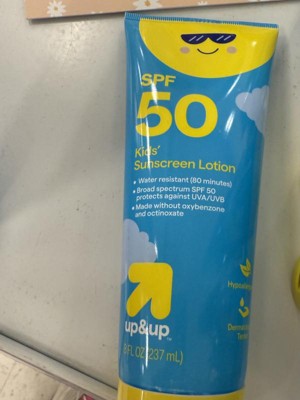 SPF
50
Kids'
Sunscreen Lotion
• Water resistant (80 minutes)
• Broad spectrum SPF 50
protects against UVA/UVB
• Made without oxybenzone
and octinoxate
up&up™
FL OZ (237 mL)